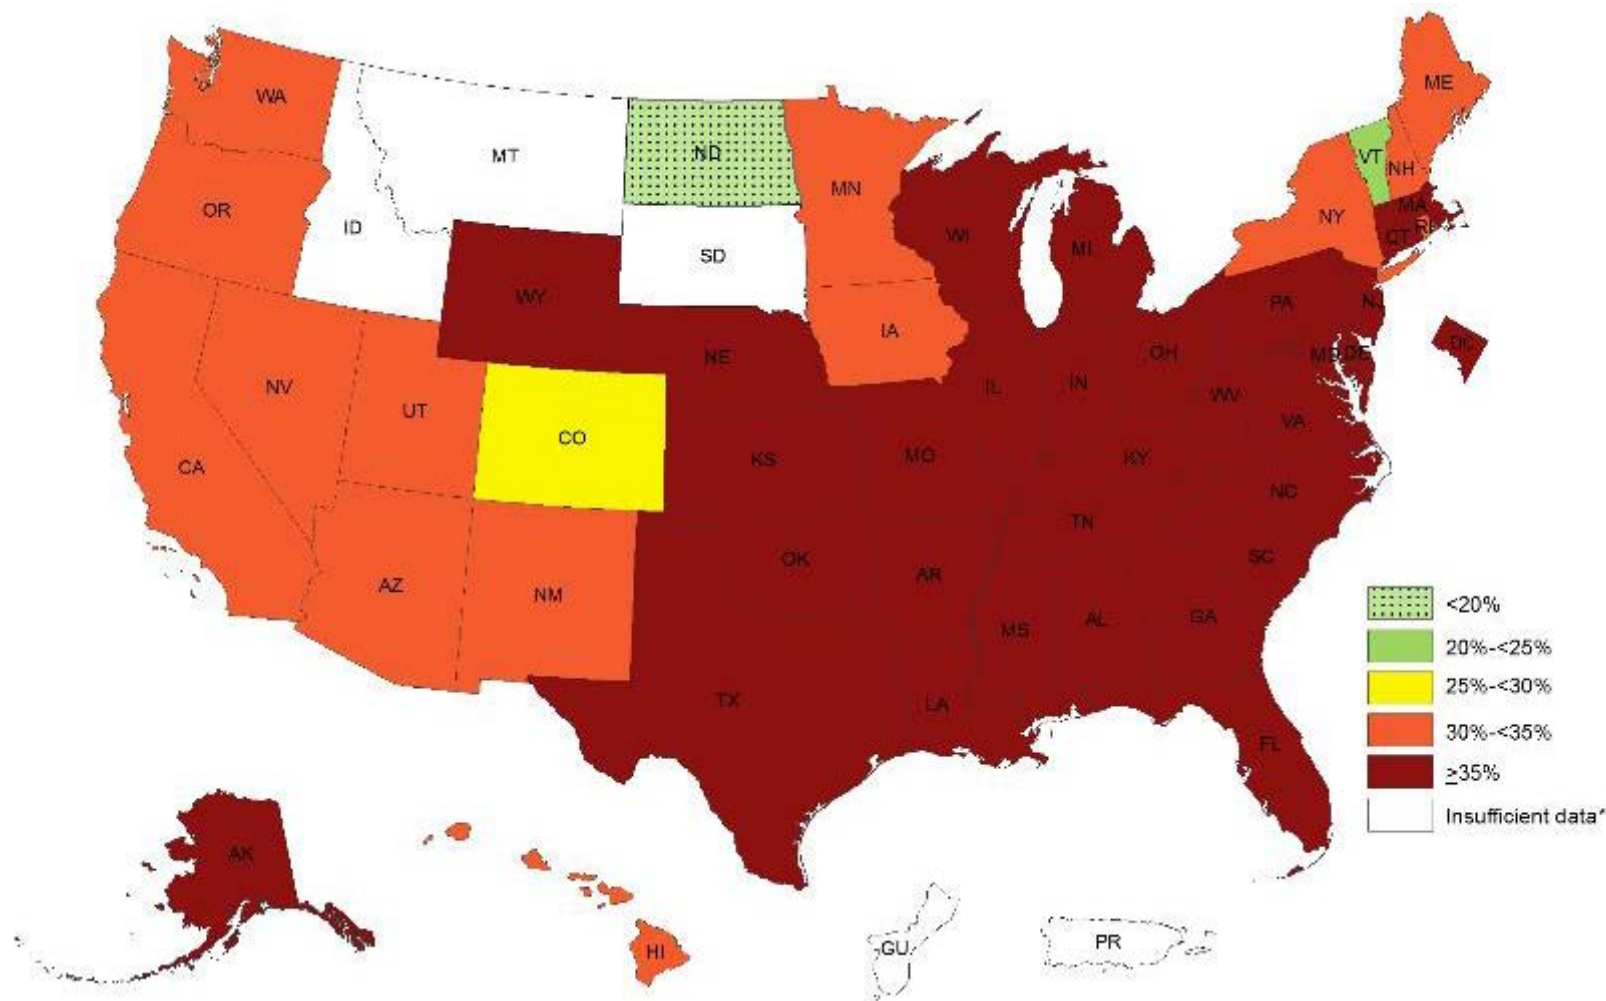 WA
MT
ND
MN
ME
VT
NH
OR
ID
SD
WI
MI
NY
MA
RI
CT
WY
NE
IA
PA
NJ
NV
UT
CO
IL
IN
OH
MD
DE
DC
WV
VA
CA
KS
MO
KY
NC
TN
AZ
NM
OK
AR
SC
MS
AL
GA
TX
LA
FL
<20%
20%-<25%
25%-<30%
30%-<35%
≥35%
Insufficient data*
AK
HI
GU
PR